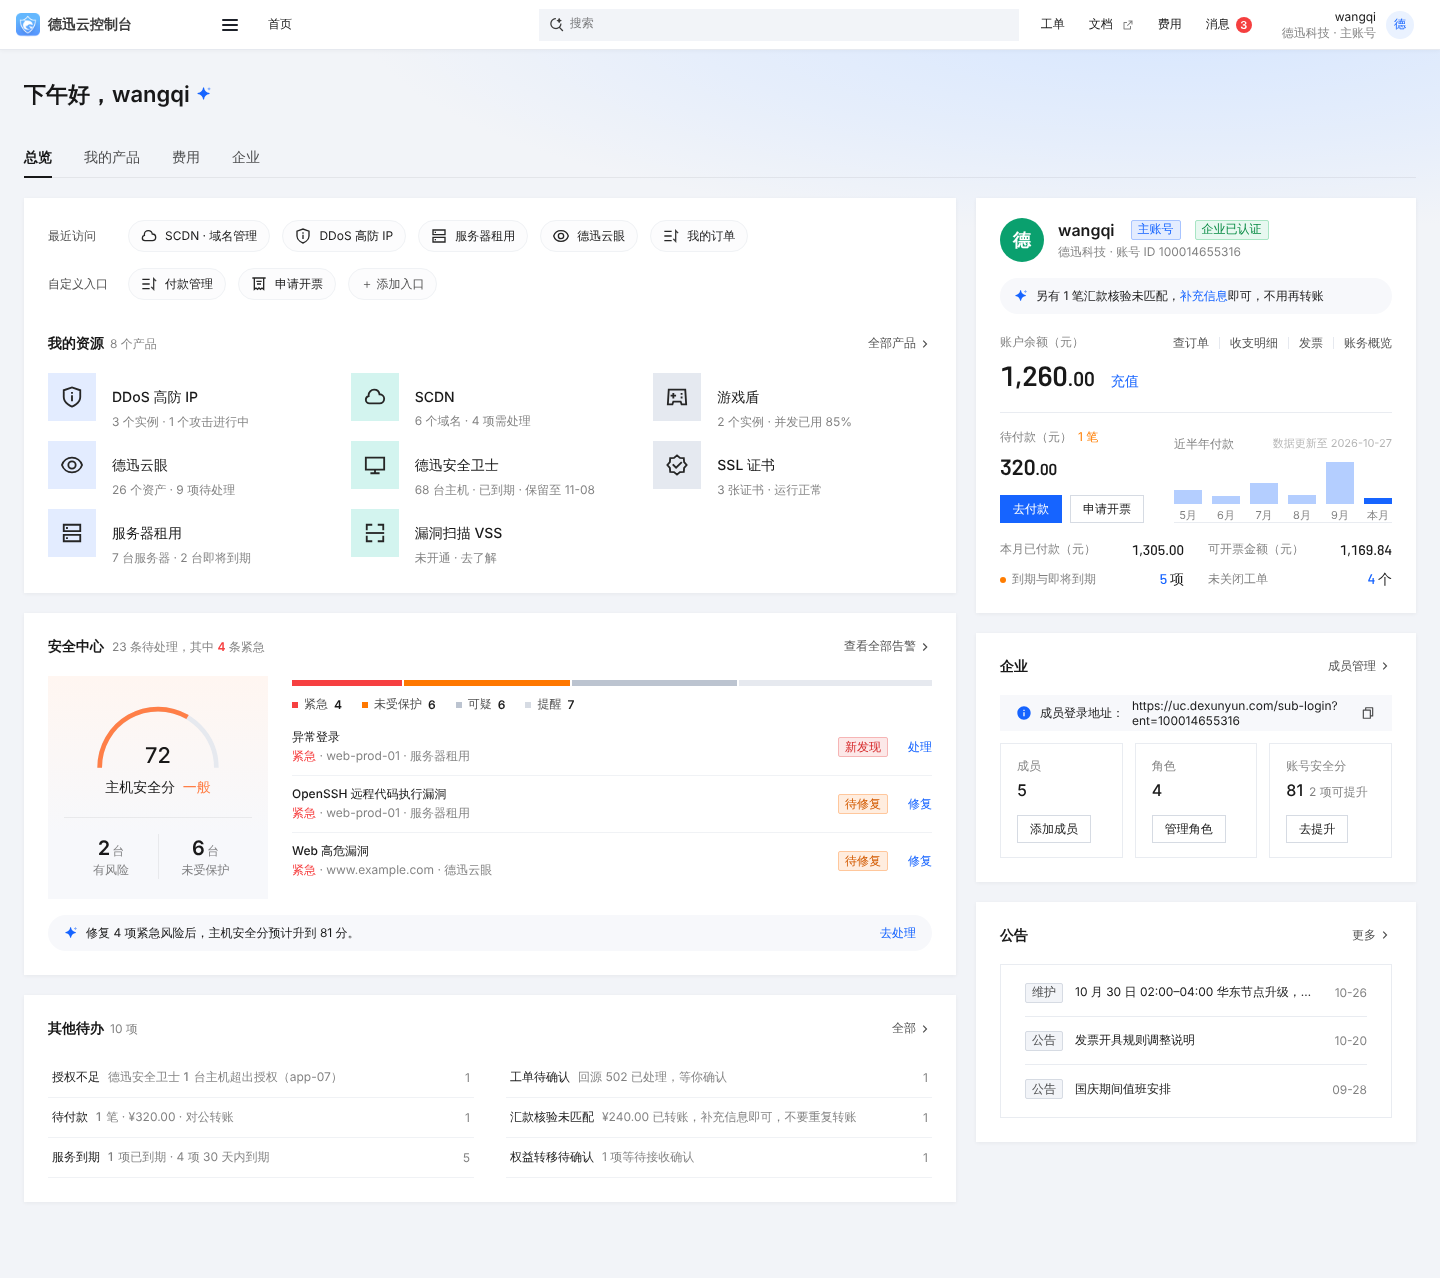 德迅云控制台
首页
搜索
工单
文档
费用
消息 3
wangqi
德迅科技 · 主账号
德
下午好，wangqi
总览
我的产品
费用
企业
最近访问
SCDN · 域名管理
DDoS 高防 IP
服务器租用
德迅云眼
我的订单
自定义入口
付款管理
申请开票
+ 添加入口
我的资源 8 个产品
全部产品
DDoS 高防 IP
3 个实例 · 1 个攻击进行中
SCDN
6 个域名 · 4 项需处理
游戏盾
2 个实例 · 并发已用 85%
德迅云眼
26 个资产 · 9 项待处理
德迅安全卫士
68 台主机 · 已到期 · 保留至 11-08
SSL 证书
3 张证书 · 运行正常
服务器租用
7 台服务器 · 2 台即将到期
漏洞扫描 VSS
未开通 · 去了解
安全中心 23 条待处理，其中 4 条紧急
查看全部告警
72
主机安全分 一般
2 台
有风险
6 台
未受保护
紧急 4
未受保护 6
可疑 6
提醒 7
异常登录
紧急 · web-prod-01 · 服务器租用
新发现
处理
OpenSSH 远程代码执行漏洞
紧急 · web-prod-01 · 服务器租用
待修复
修复
Web 高危漏洞
紧急 · www.example.com · 德迅云眼
待修复
修复
修复 4 项紧急风险后，主机安全分预计升到 81 分。
去处理
其他待办 10 项
全部
授权不足 德迅安全卫士 1 台主机超出授权（app-07） 1
工单待确认 回源 502 已处理，等你确认 1
待付款 1 笔 · ¥320.00 · 对公转账 1
汇款核验未匹配 ¥240.00 已转账，补充信息即可，不要重复转账 1
服务到期 1 项已到期 · 4 项 30 天内到期 5
权益转移待确认 1 项等待接收确认 1
德
wangqi 主账号 企业已认证
德迅科技 · 账号 ID 100014655316
另有 1 笔汇款核验未匹配，补充信息即可，不用再转账
账户余额（元）
查订单
收支明细
发票
账务概览
1,260.00 充值
待付款（元） 1 笔
320.00
去付款
申请开票
近半年付款
数据更新至 2026-10-27
5月
6月
7月
8月
9月
本月
本月已付款（元） 1,305.00
可开票金额（元） 1,169.84
到期与即将到期 5 项
未关闭工单 4 个
企业
成员管理
成员登录地址：
https://uc.dexunyun.com/sub-login?
ent=100014655316
成员
5
添加成员
角色
4
管理角色
账号安全分
81 2 项可提升
去提升
公告
更多
维护 10 月 30 日 02:00–04:00 华东节点升级，... 10-26
公告 发票开具规则调整说明 10-20
公告 国庆期间值班安排 09-28